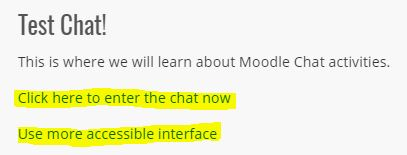 Test Chat!
This is where we will learn about Moodle Chat activities.
Click here to enter the chat now
Use more accessible interface